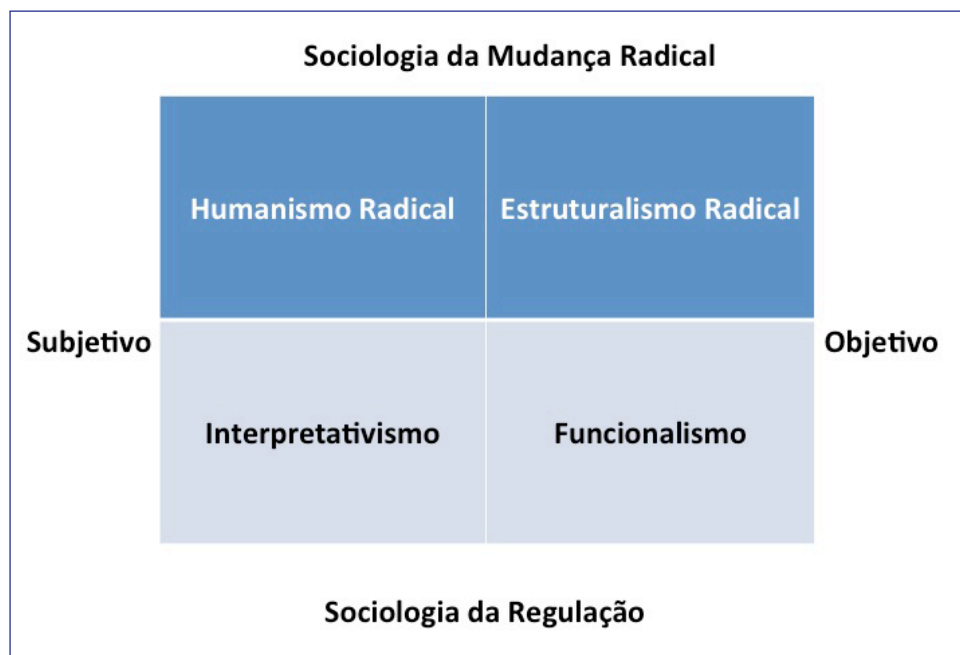 Sociologia da Mudança Radical
Humanismo Radical
Estruturalismo Radical
Subjetivo
Objetivo
Interpretativismo
Funcionalismo
Sociologia da Regulação